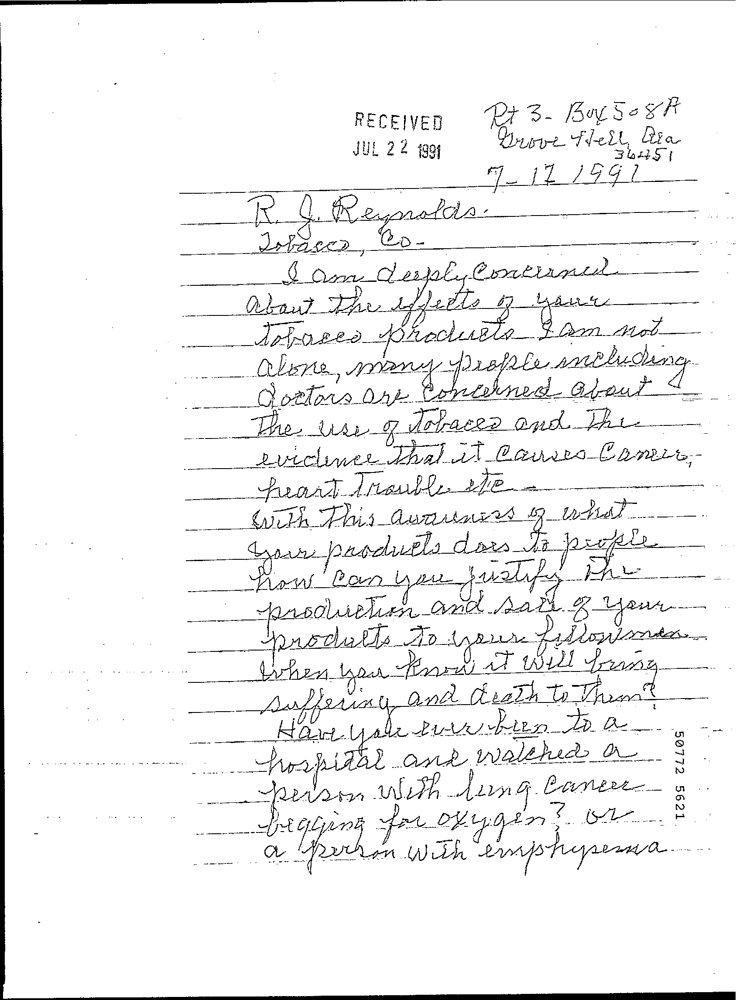 RECEIVED
JUL 22 1991
Rt 3- Box 508A
Grove Hill, Ala
36451
7-17 1991
R. J. Reynolds.
Tobacco, Co-
I am deeply concerned
about the effects of your
tobacco products I am not
alone, many people including
doctors are concerned about
the use of tobacco and the
evidence that it causes cancer,
heart trouble etc
with this awareness of what
your products does to people
how can you justify the
production and sale of your
products to your fellowman
when you know it will bring
suffering and death to them?
Have you ever been to a
hospital and watched a
person with lung cancer
begging for oxygen? or
a person with emphysema
50772 5621